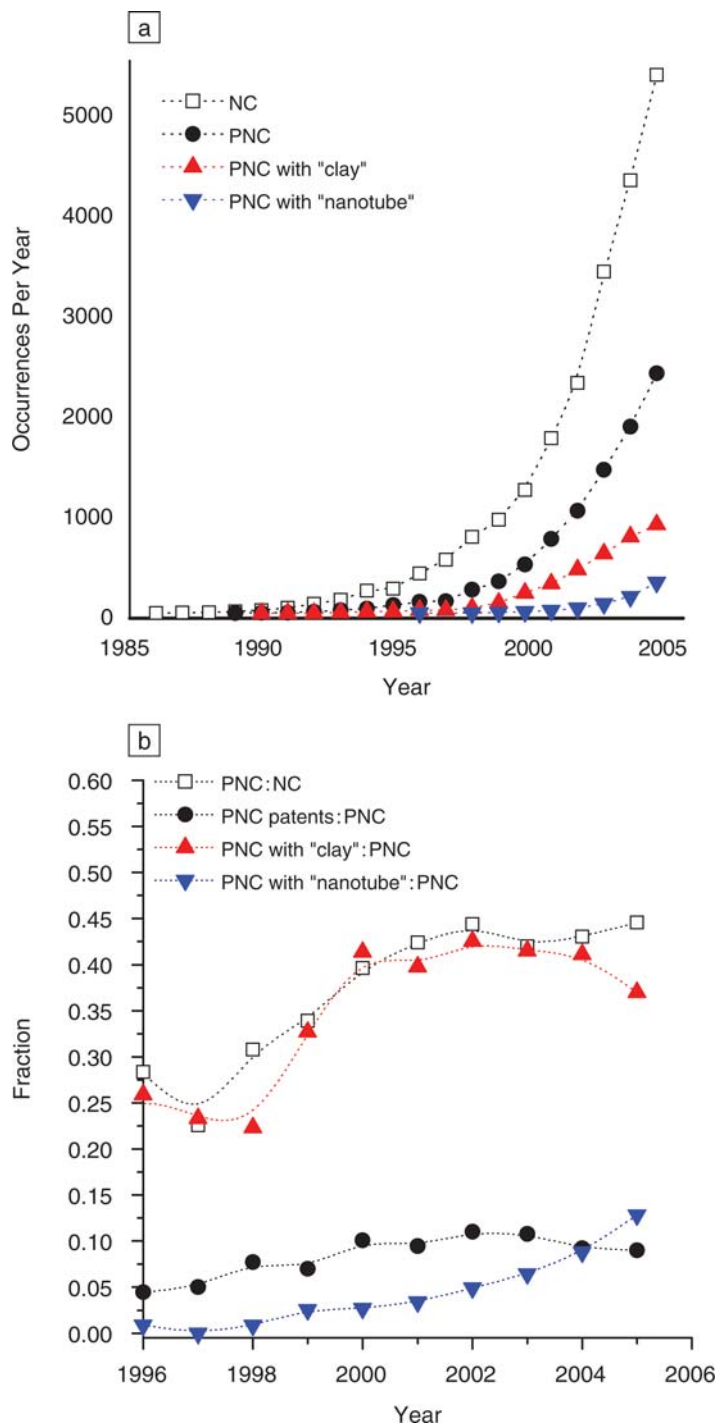 a
NC
PNC
PNC with "clay"
PNC with "nanotube"
5000
4000
3000
2000
1000
0
Occurrences Per Year
1985 1990 1995 2000 2005
Year
b
PNC:NC
PNC patents:PNC
PNC with "clay":PNC
PNC with "nanotube":PNC
0.60
0.55
0.50
0.45
0.40
0.35
0.30
0.25
0.20
0.15
0.10
0.05
0.00
Fraction
1996 1998 2000 2002 2004 2006
Year